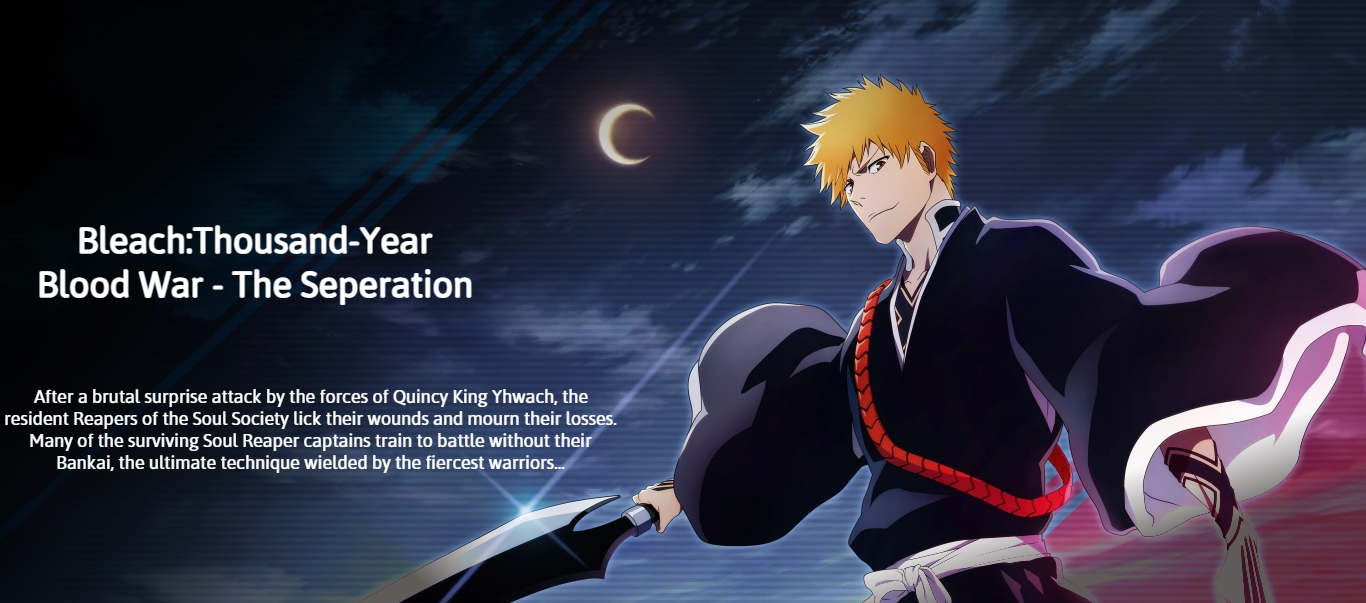 Bleach:Thousand-Year
Blood War - The Seperation
After a brutal surprise attack by the forces of Quincy King Yhwach, the
resident Reapers of the Soul Society lick their wounds and mourn their losses.
Many of the surviving Soul Reaper captains train to battle without their
Bankai, the ultimate technique wielded by the fiercest warriors...